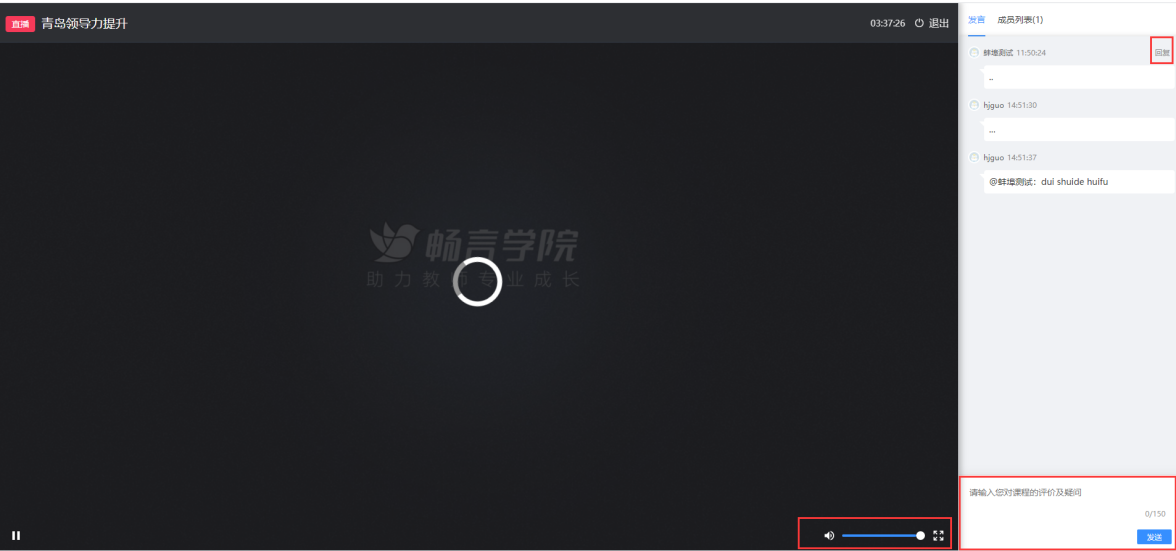 直播 青岛领导力提升
03:37:26 退出
畅言学院
助力教师专业成长
发言 成员列表(1)
蚌埠测试 11:50:24 回复
..
hjguo 14:51:30
...
hjguo 14:51:37
@蚌埠测试：dui shuide huifu
请输入您对课程的评价及疑问
0/150
发送